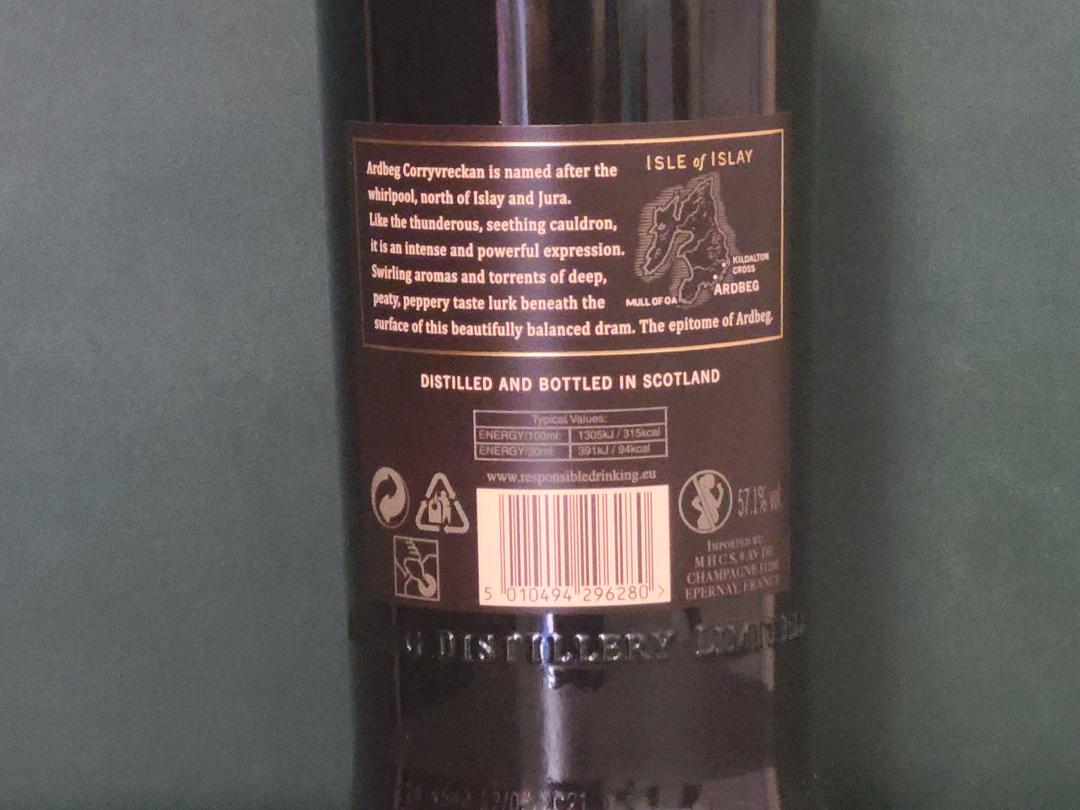 Ardbeg Corryvreckan is named after the
whirlpool, north of Islay and Jura.
Like the thunderous, seething cauldron,
it is an intense and powerful expression.
Swirling aromas and torrents of deep,
peaty, peppery taste lurk beneath the
surface of this beautifully balanced dram. The epitome of Ardbeg.
ISLE of ISLAY
KILDALTON
CROSS
ARDBEG
MULL OF OA
DISTILLED AND BOTTLED IN SCOTLAND
Typical Values:
ENERGY/100ml: 1305kJ / 315kcal
ENERGY/30ml: 391kJ / 94kcal
www.responsibledrinking.eu
57.1% vol
5 010494 296280 >
IMPORTED BY:
M H C S, 9 AV DE
CHAMPAGNE
EPERNAY, FRANCE
G DISTILLERY LIMITED